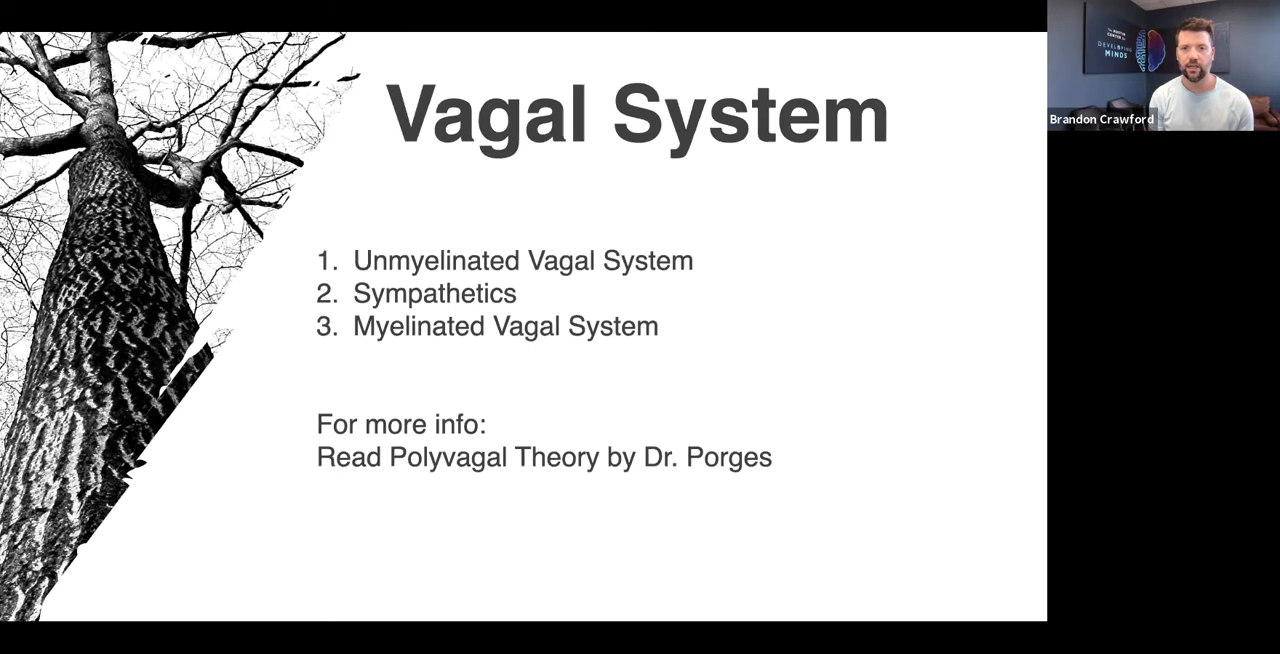 Vagal System
1. Unmyelinated Vagal System
2. Sympathetics
3. Myelinated Vagal System
For more info:
Read Polyvagal Theory by Dr. Porges
DEVELOPING
MINDS
Brandon Crawford